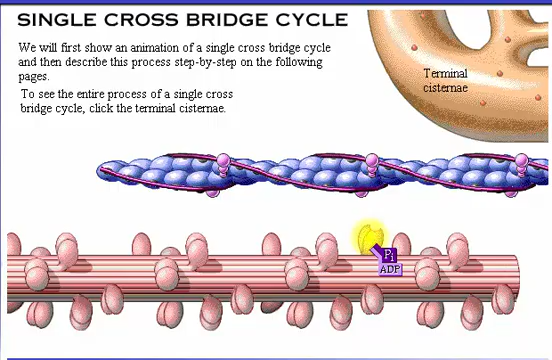 SINGLE CROSS BRIDGE CYCLE
We will first show an animation of a single cross bridge cycle
and then describe this process step-by-step on the following
pages.
To see the entire process of a single cross
bridge cycle, click the terminal cisternae.
Terminal
cisternae
Pi
ADP